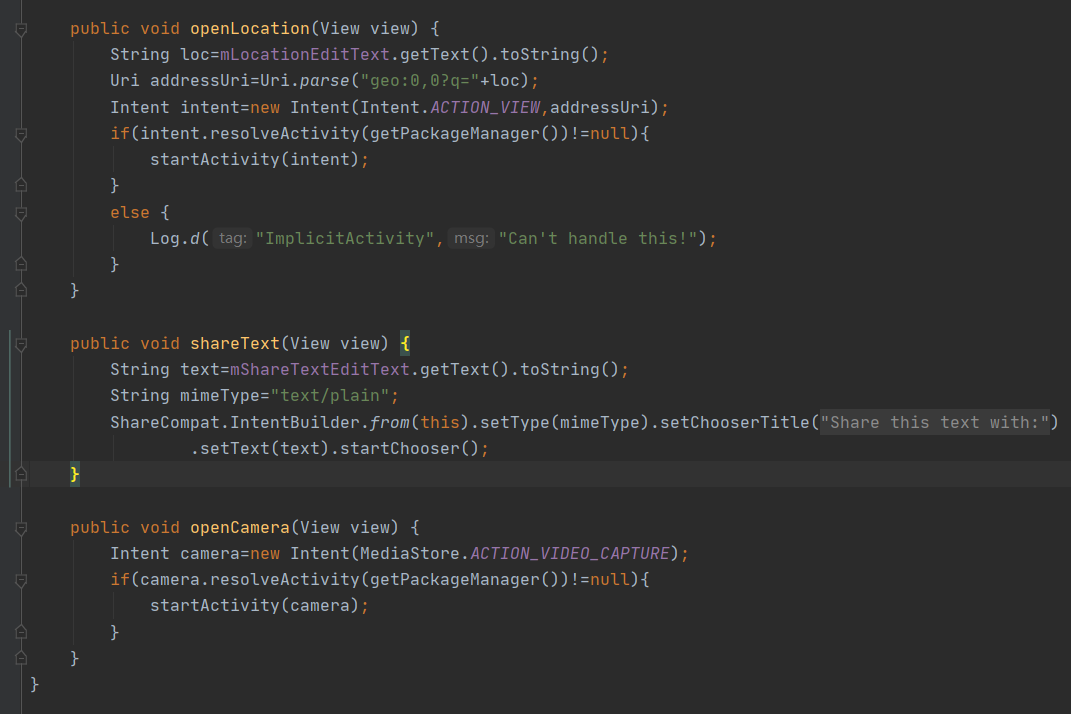 public void openLocation(View view) {
    String loc=mLocationEditText.getText().toString();
    Uri addressUri=Uri.parse("geo:0,0?q="+loc);
    Intent intent=new Intent(Intent.ACTION_VIEW,addressUri);
    if(intent.resolveActivity(getPackageManager())!=null){
        startActivity(intent);
    }
    else {
        Log.d( tag: "ImplicitActivity", msg: "Can't handle this!");
    }
}

public void shareText(View view) {
    String text=mShareTextEditText.getText().toString();
    String mimeType="text/plain";
    ShareCompat.IntentBuilder.from(this).setType(mimeType).setChooserTitle("Share this text with:")
            .setText(text).startChooser();
}

public void openCamera(View view) {
    Intent camera=new Intent(MediaStore.ACTION_VIDEO_CAPTURE);
    if(camera.resolveActivity(getPackageManager())!=null){
        startActivity(camera);
    }
}
}